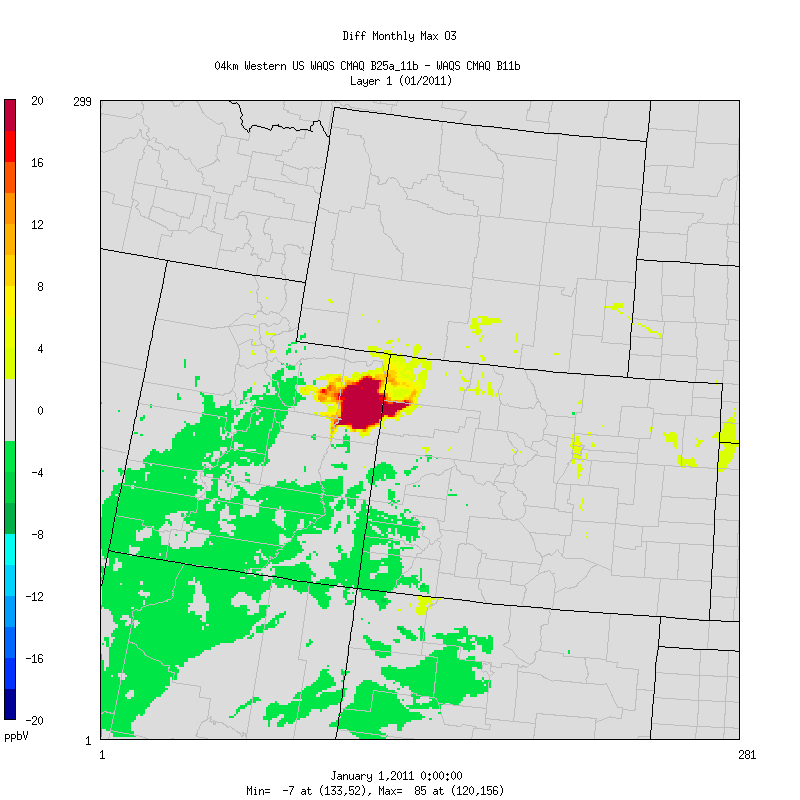 Diff Monthly Max O3
04km Western US WAQS CMAQ B25a_11b - WAQS CMAQ B11b
Layer 1 (01/2011)
20
16
12
8
4
0
-4
-8
-12
-16
-20
ppbV
299
1
1
281
January 1,2011 0:00:00
Min= -7 at (133,52), Max= 85 at (120,156)